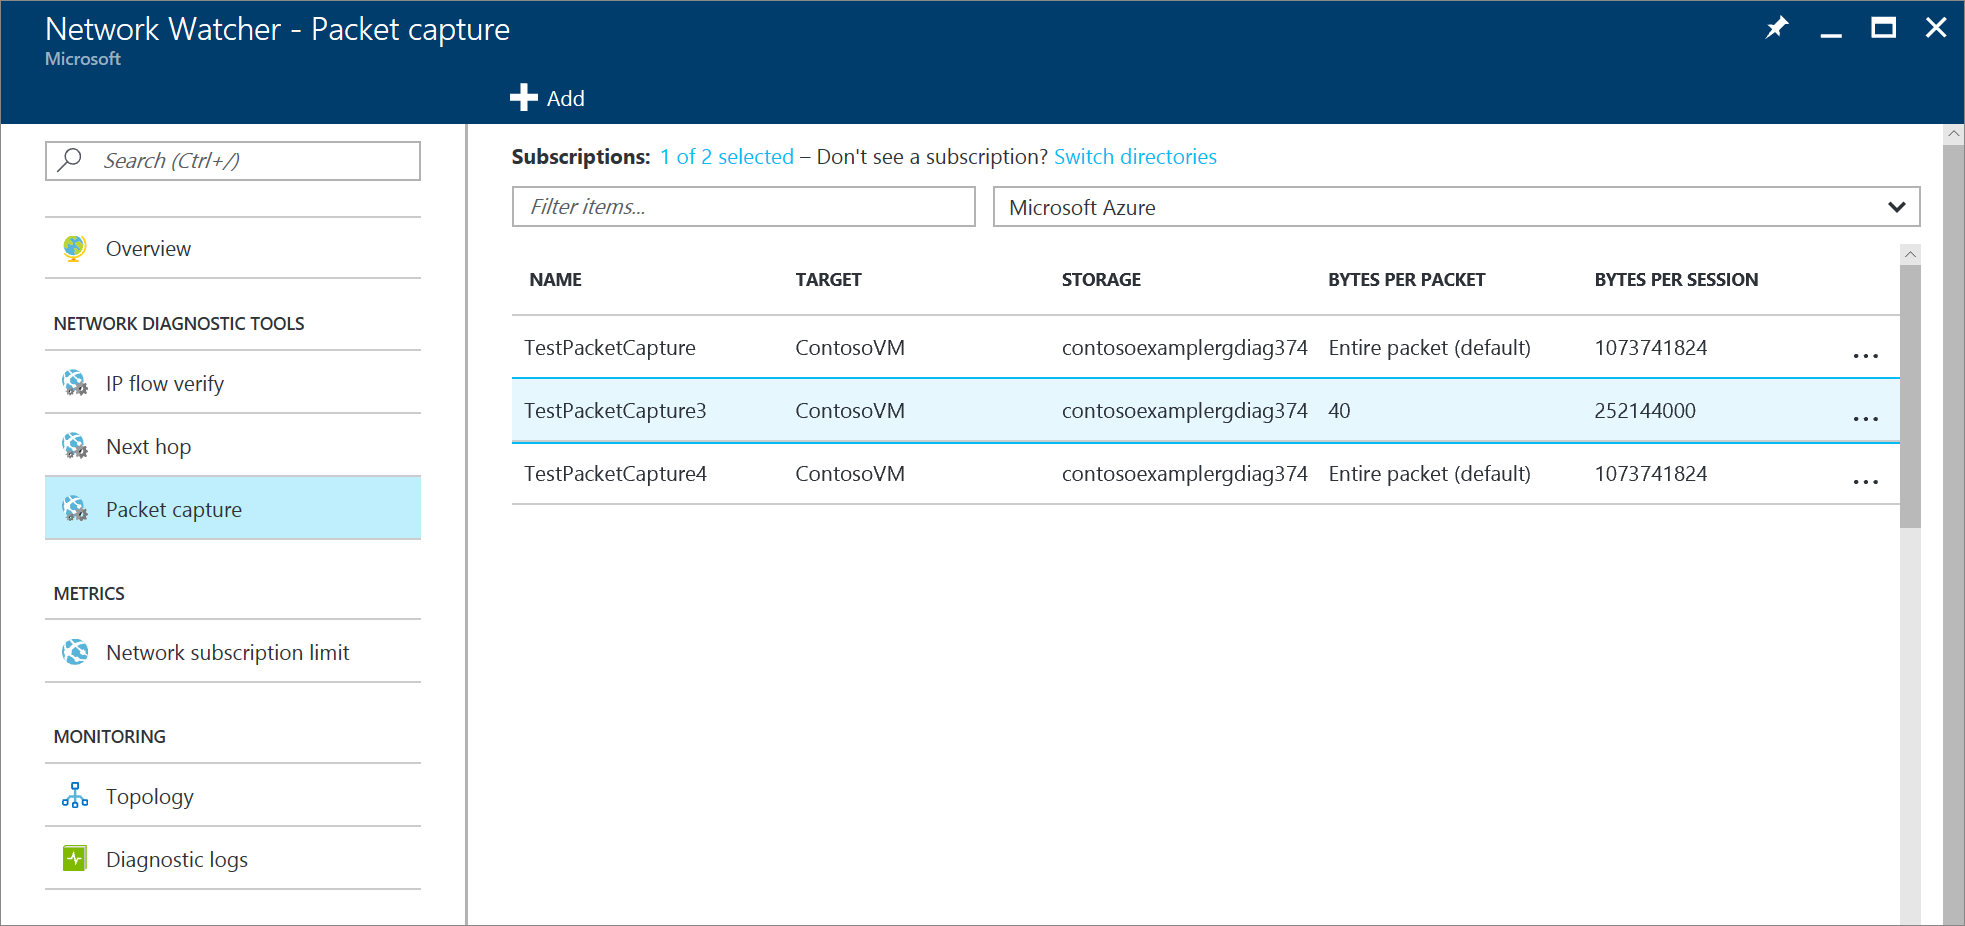 Network Watcher - Packet capture
Microsoft
Add
Search (Ctrl+/)
Overview
NETWORK DIAGNOSTIC TOOLS
IP flow verify
Next hop
Packet capture
METRICS
Network subscription limit
MONITORING
Topology
Diagnostic logs
Subscriptions: 1 of 2 selected – Don't see a subscription? Switch directories
Filter items... Microsoft Azure
NAME TARGET STORAGE BYTES PER PACKET BYTES PER SESSION
TestPacketCapture ContosoVM contosoexamplergdiag374 Entire packet (default) 1073741824 ...
TestPacketCapture3 ContosoVM contosoexamplergdiag374 40 252144000 ...
TestPacketCapture4 ContosoVM contosoexamplergdiag374 Entire packet (default) 1073741824 ...